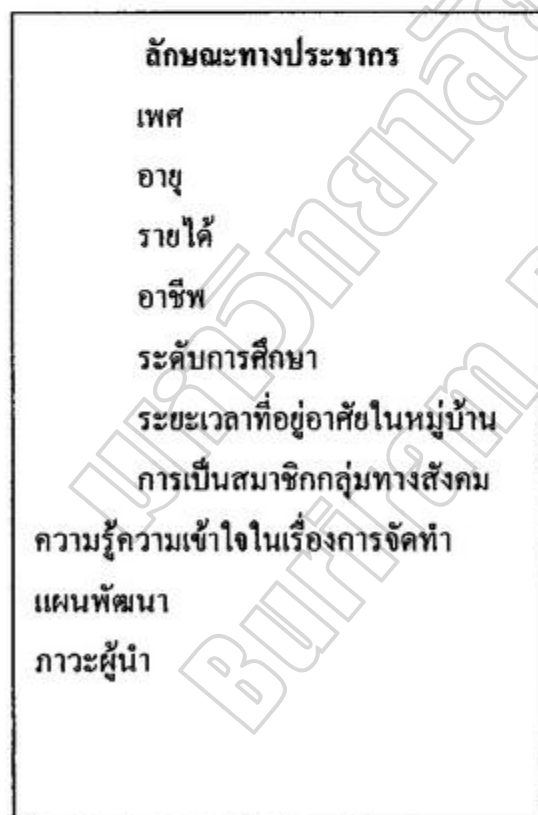 ลักษณะทางประชากร
เพศ
อายุ
รายได้
อาชีพ
ระดับการศึกษา
ระยะเวลาที่อยู่อาศัยในหมู่บ้าน
การเป็นสมาชิกกลุ่มทางสังคม
ความรู้ความเข้าใจในเรื่องการจัดทำ
แผนพัฒนา
ภาวะผู้นำ
Buriram